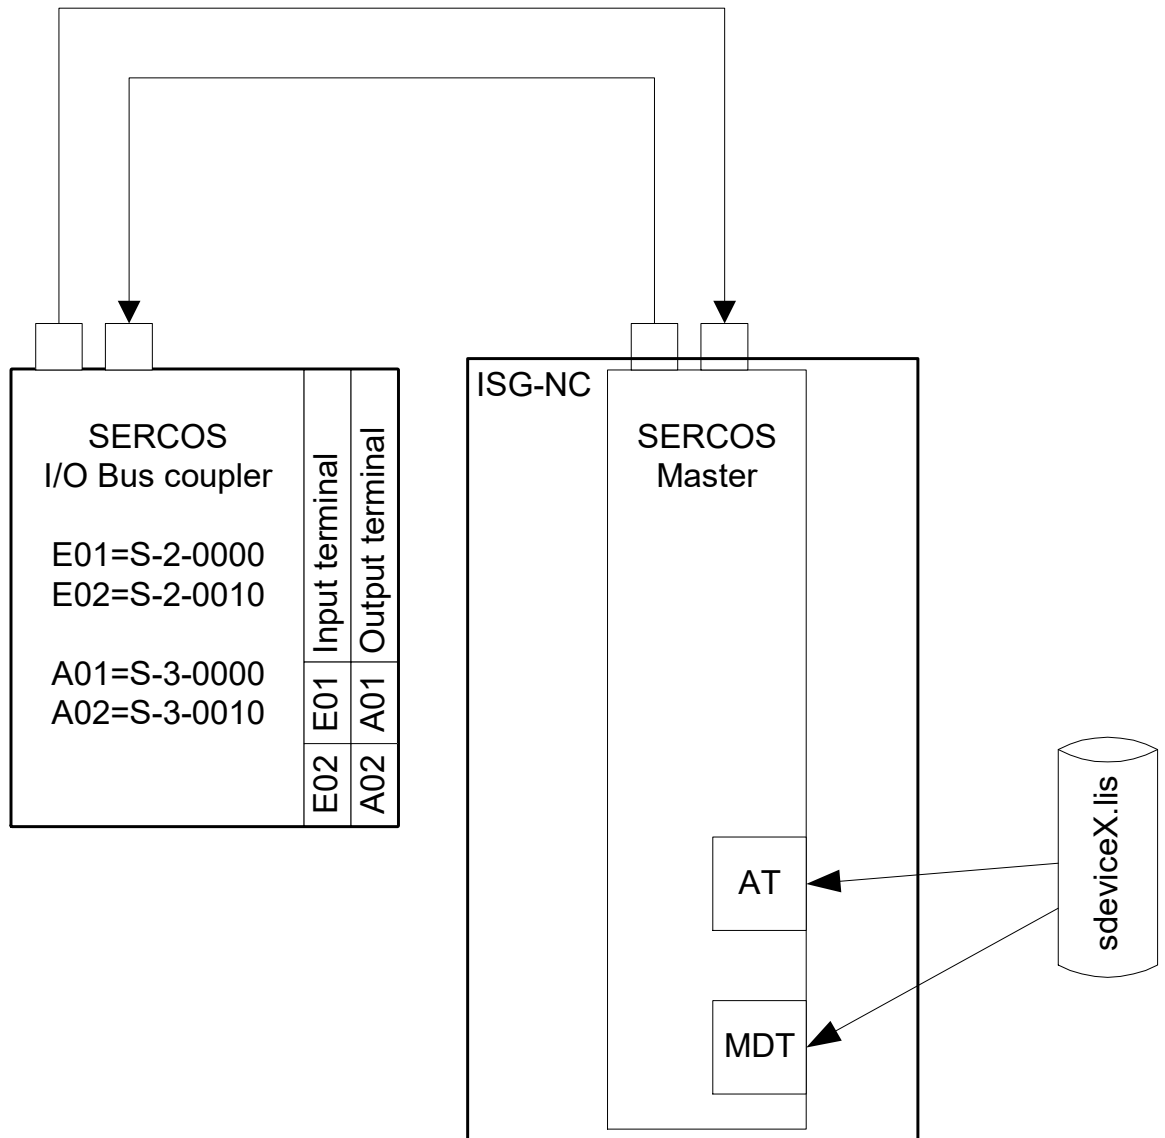 SERCOS
I/O Bus coupler
E01=S-2-0000
E02=S-2-0010
A01=S-3-0000
A02=S-3-0010
Input terminal
Output terminal
E01
A01
E02
A02
ISG-NC
SERCOS
Master
AT
MDT
sdeviceX.lis